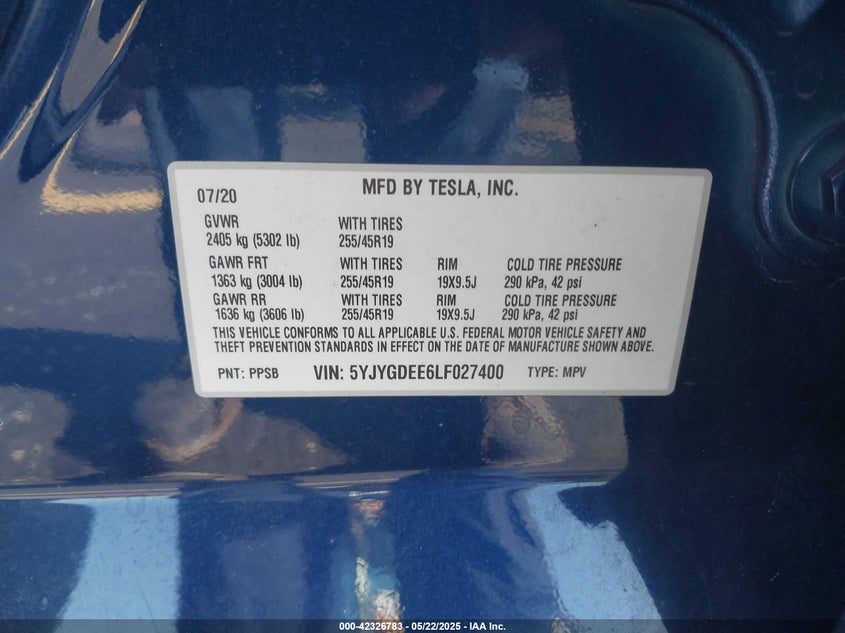 07/20 MFD BY TESLA, INC.
GVWR WITH TIRES
2405 kg (5302 lb) 255/45R19
GAWR FRT WITH TIRES RIM COLD TIRE PRESSURE
1363 kg (3004 lb) 255/45R19 19X9.5J 290 kPa, 42 psi
GAWR RR WITH TIRES RIM COLD TIRE PRESSURE
1636 kg (3606 lb) 255/45R19 19X9.5J 290 kPa, 42 psi
THIS VEHICLE CONFORMS TO ALL APPLICABLE U.S. FEDERAL MOTOR VEHICLE SAFETY AND
THEFT PREVENTION STANDARDS IN EFFECT ON THE DATE OF MANUFACTURE SHOWN ABOVE.
PNT: PPSB VIN: 5YJYGDEE6LF027400 TYPE: MPV
000-42326783 - 05/22/2025 - IAA Inc.